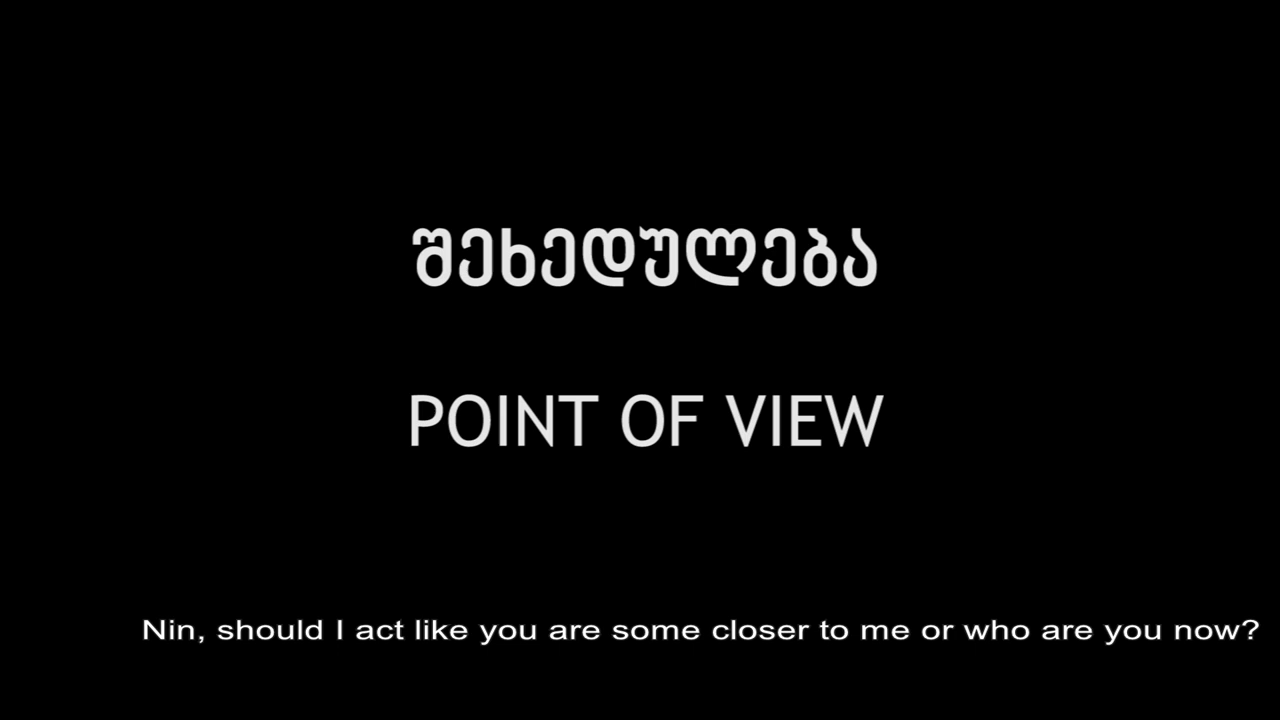 შეხედულება
POINT OF VIEW
Nin, should I act like you are some closer to me or who are you now?